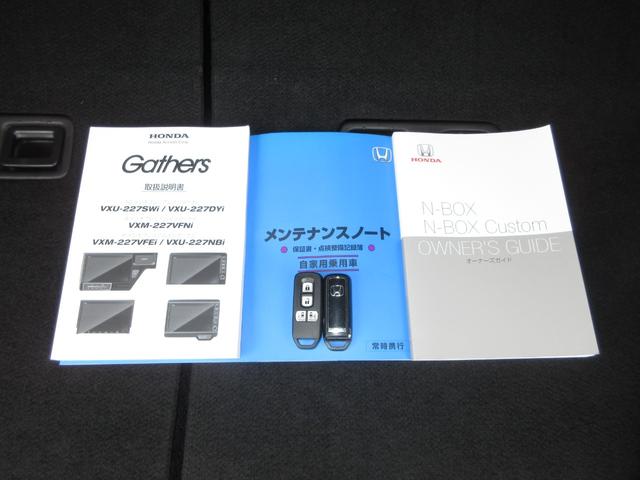 HONDA
Honda Access Corp.
Gathers
取扱説明書
VXU-227SWi / VXU-227DYi
VXM-227VFNi
VXM-227VFEi / VXU-227NBi
メンテナンスノート
保証書・点検整備記録簿
自家用乗用車
常時携行
HONDA
N-BOX
N-BOX Custom
OWNER'S GUIDE
オーナーズガイド